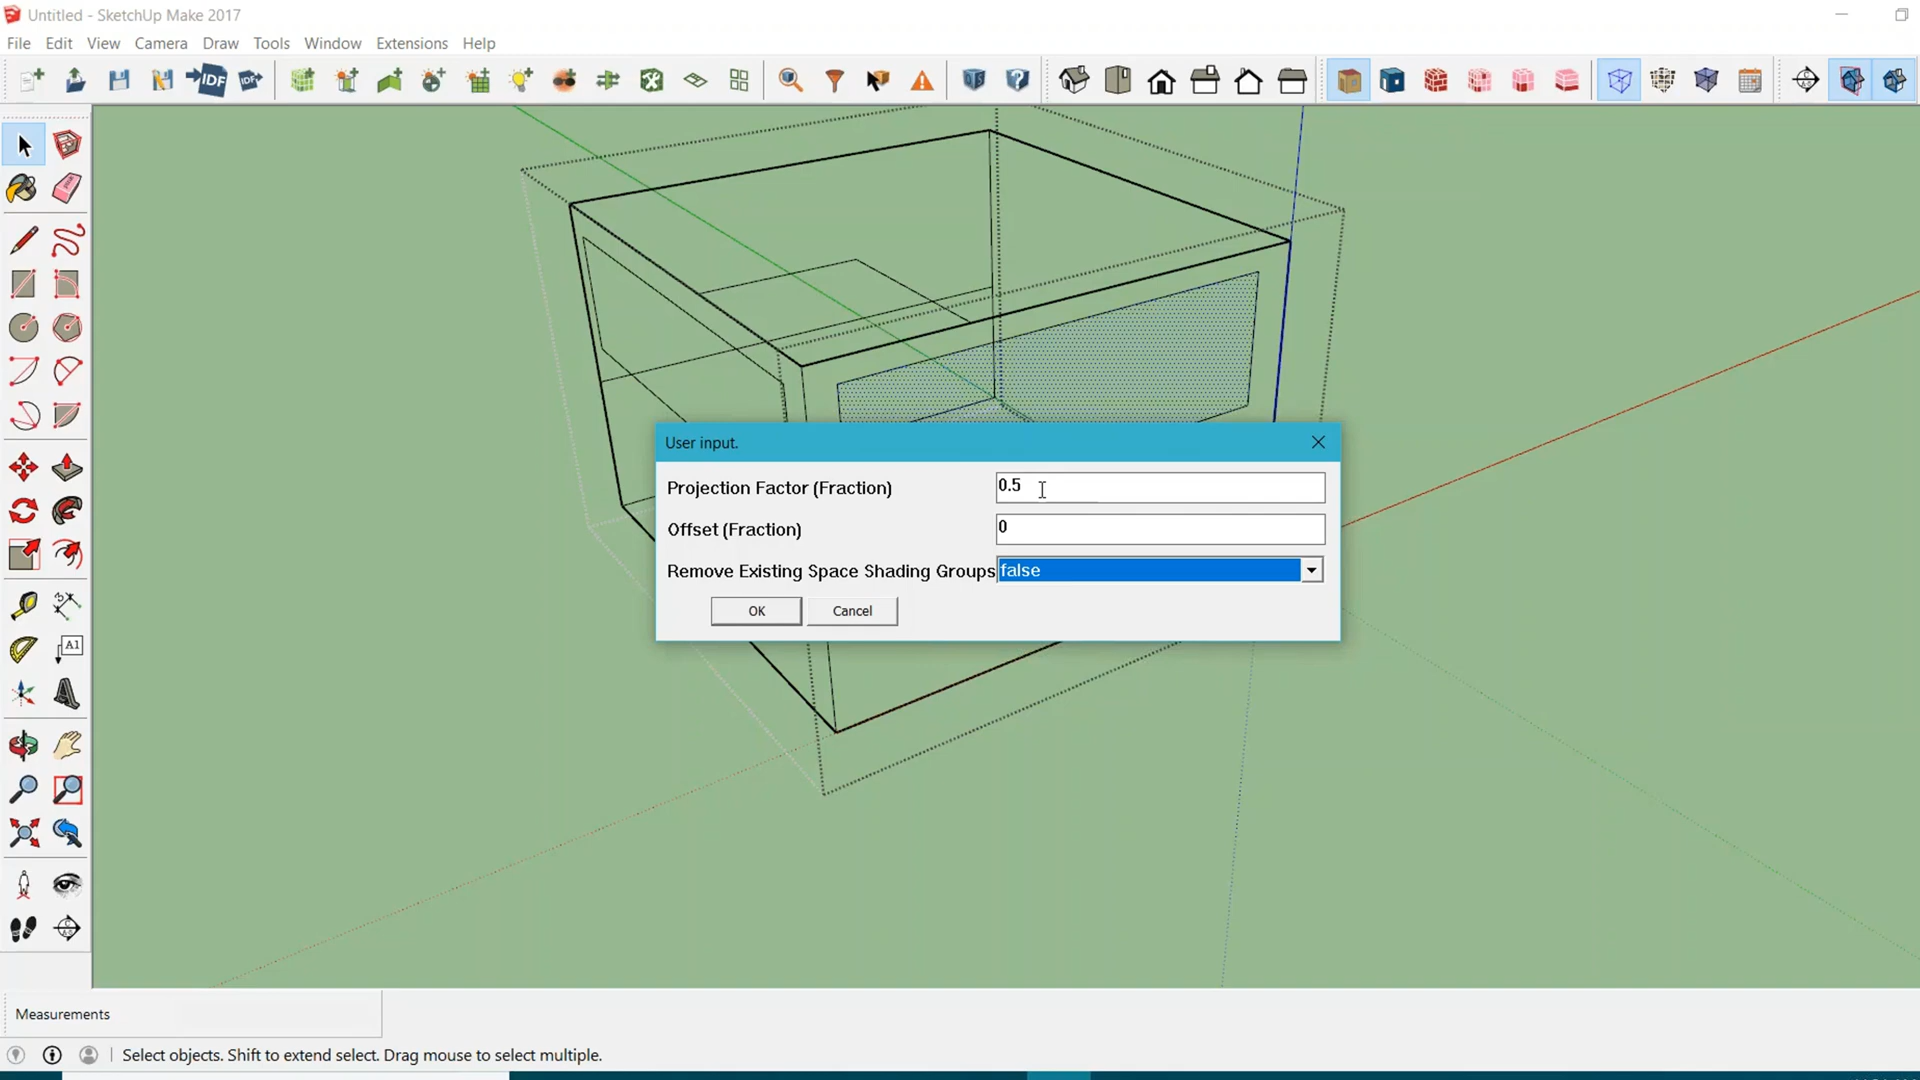 Untitled - SketchUp Make 2017
File Edit View Camera Draw Tools Window Extensions Help
IDF IDF
User input.
Projection Factor (Fraction) 0.5
Offset (Fraction) 0
Remove Existing Space Shading Groups false
OK Cancel
A1
Measurements
Select objects. Shift to extend select. Drag mouse to select multiple.